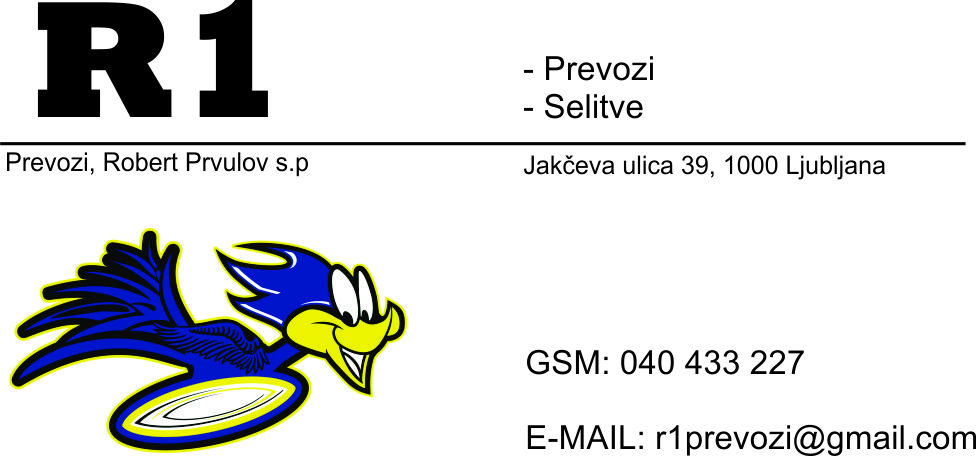 R1
- Prevozi
- Selitve
Prevozi, Robert Prvulov s.p
Jakčeva ulica 39, 1000 Ljubljana
GSM: 040 433 227
E-MAIL: r1prevozi@gmail.com